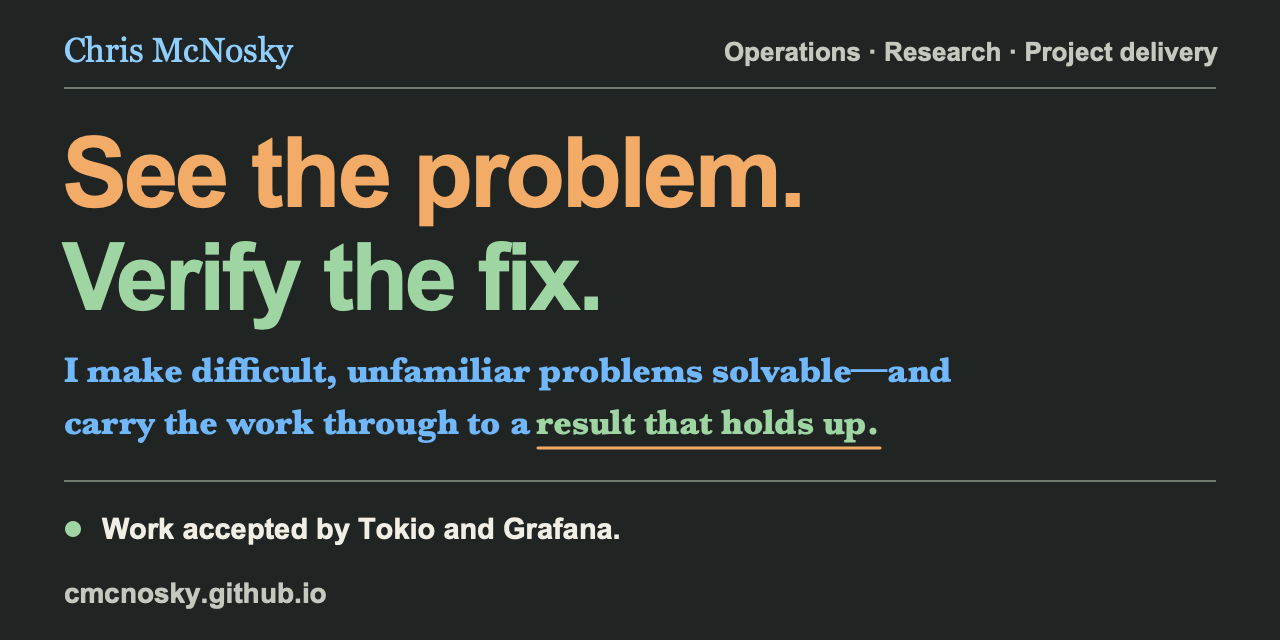 Chris McNosky
Operations · Research · Project delivery
See the problem.
Verify the fix.
I make difficult, unfamiliar problems solvable—and
carry the work through to a result that holds up.
Work accepted by Tokio and Grafana.
cmcnosky.github.io